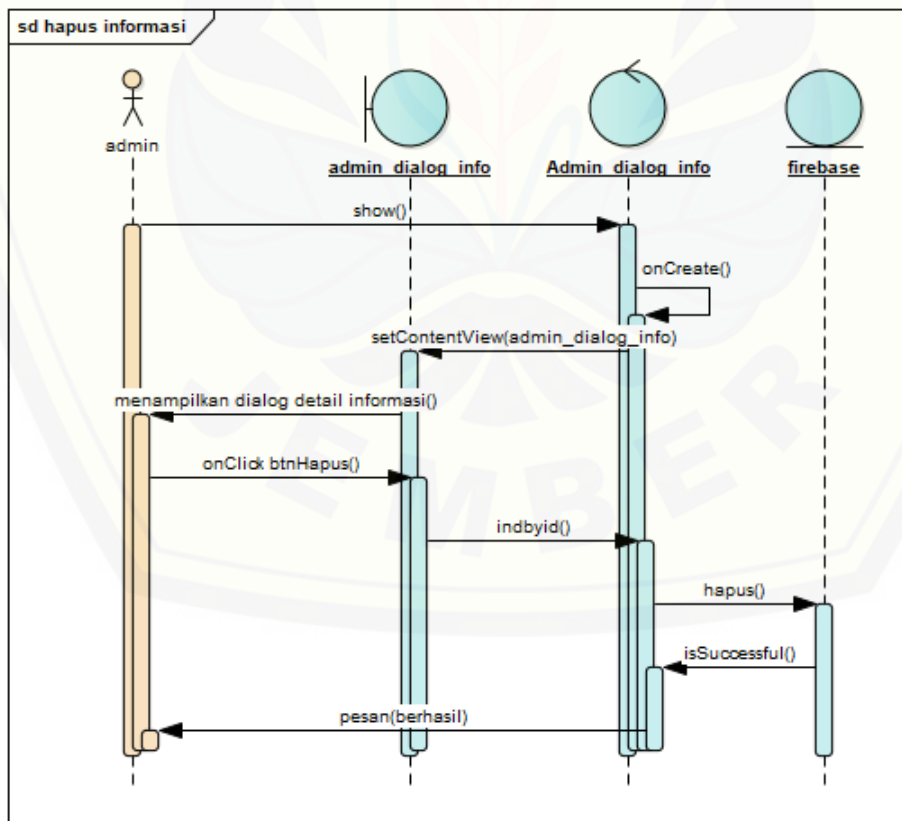 sd hapus informasi
admin
admin_dialog_info
Admin_dialog_info
firebase
show()
onCreate()
setContentView(admin_dialog_info)
menampilkan dialog detail informasi()
onClick btnHapus()
indbyid()
hapus()
isSuccessful()
pesan(berhasil)
JEMBER